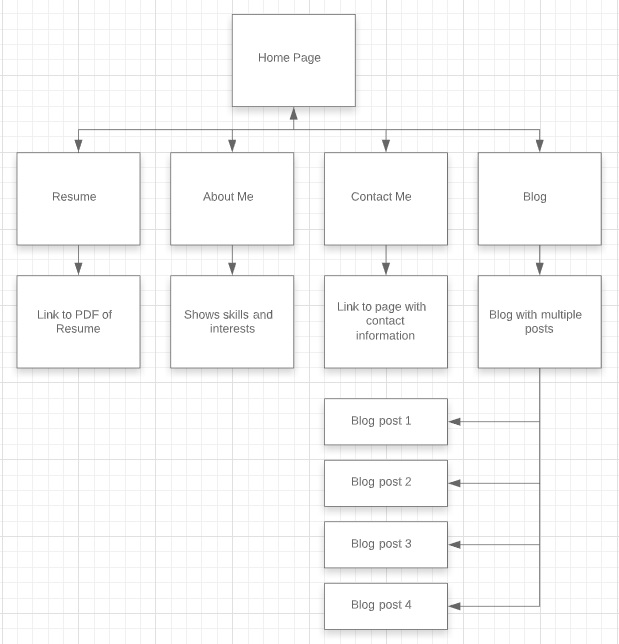 Home Page
Resume
About Me
Contact Me
Blog
Link to PDF of
Resume
Shows skills and
interests
Link to page with
contact
information
Blog with multiple
posts
Blog post 1
Blog post 2
Blog post 3
Blog post 4